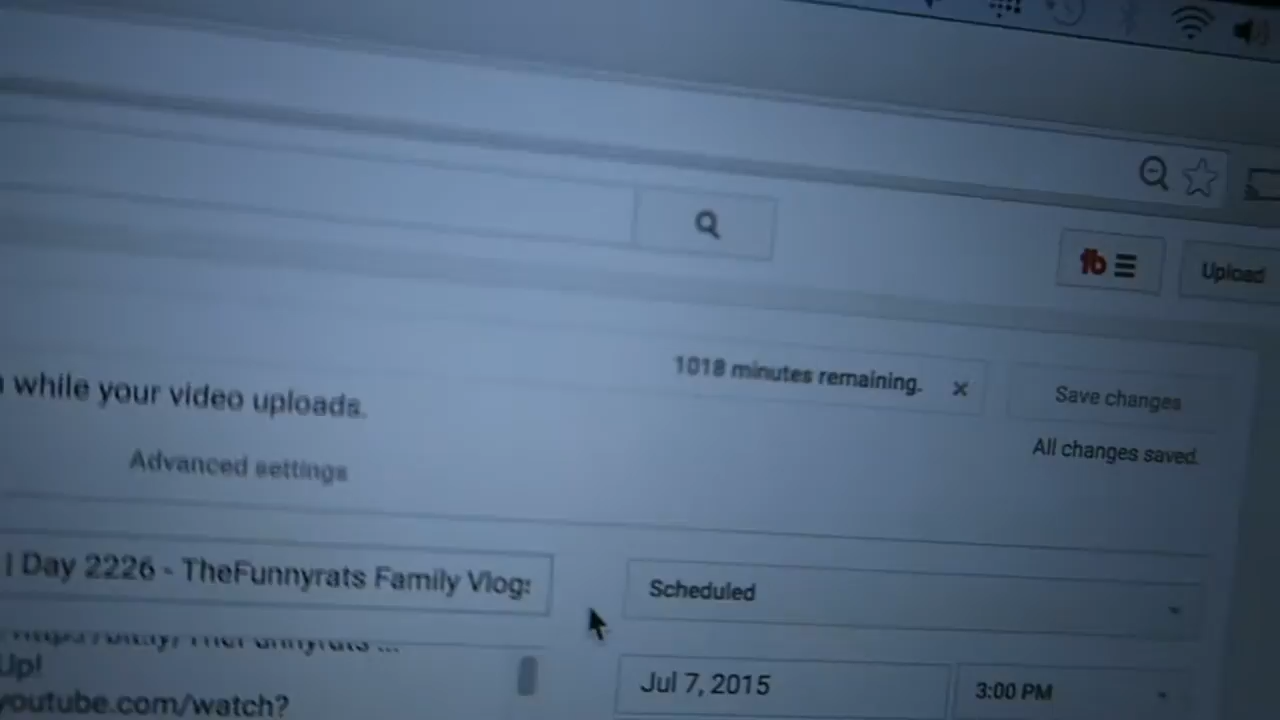 Upload
1018 minutes remaining.
Save changes
while your video uploads.
All changes saved.
Advanced settings
| Day 2226 - TheFunnyrats Family Vlog
Scheduled
Up!
Jul 7, 2015
3:00 PM
youtube.com/watch?